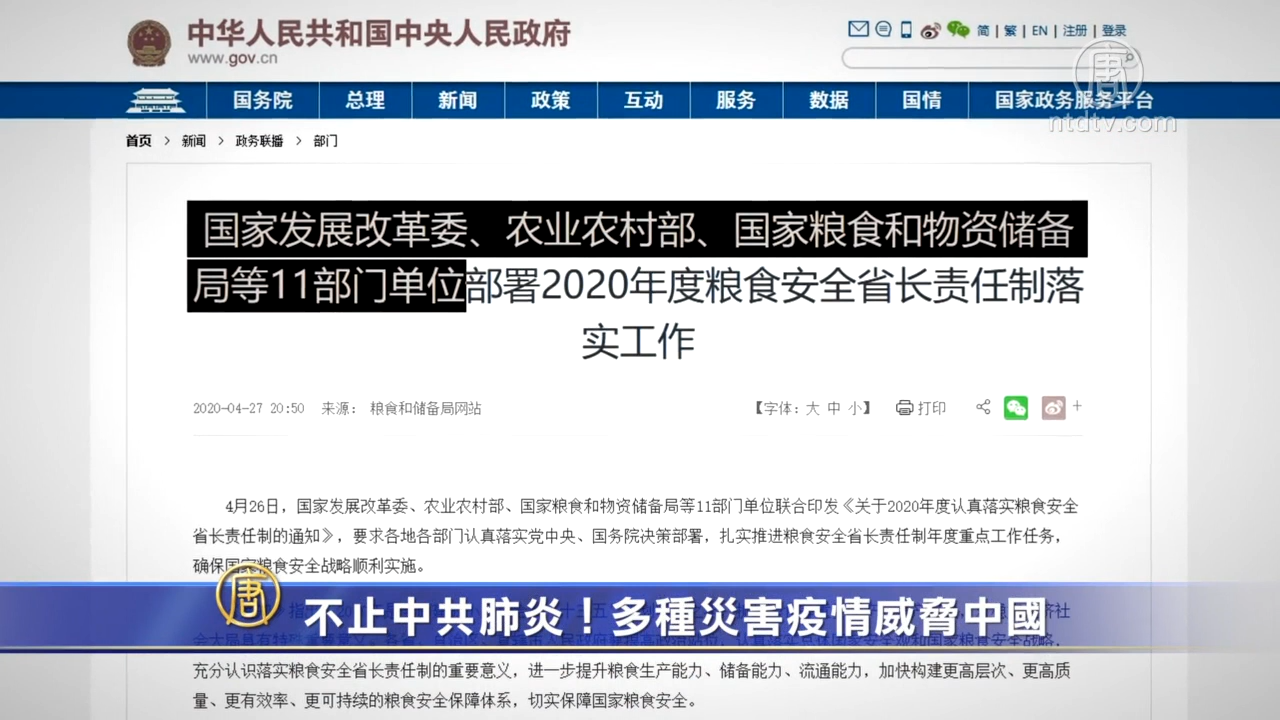 中华人民共和国中央人民政府
www.gov.cn
简 | 繁 | EN | 注册 | 登录
唐
ntdtv.com
国务院 总理 新闻 政策 互动 服务 数据 国情 国家政务服务平台
首页 > 新闻 > 政务联播 > 部门
国家发展改革委、农业农村部、国家粮食和物资储备
局等11部门单位部署2020年度粮食安全省长责任制落
实工作
2020-04-27 20:50 来源： 粮食和储备局网站 【字体：大 中 小】 打印 +
4月26日，国家发展改革委、农业农村部、国家粮食和物资储备局等11部门单位联合印发《关于2020年度认真落实粮食安全
省长责任制的通知》，要求各地各部门认真落实党中央、国务院决策部署，扎实推进粮食安全省长责任制年度重点工作任务，
确保国家粮食安全战略顺利实施。
唐 不止中共肺炎！多種災害疫情威脅中國
充分认识落实粮食安全省长责任制的重要意义，进一步提升粮食生产能力、储备能力、流通能力，加快构建更高层次、更高质
量、更有效率、更可持续的粮食安全保障体系，切实保障国家粮食安全。